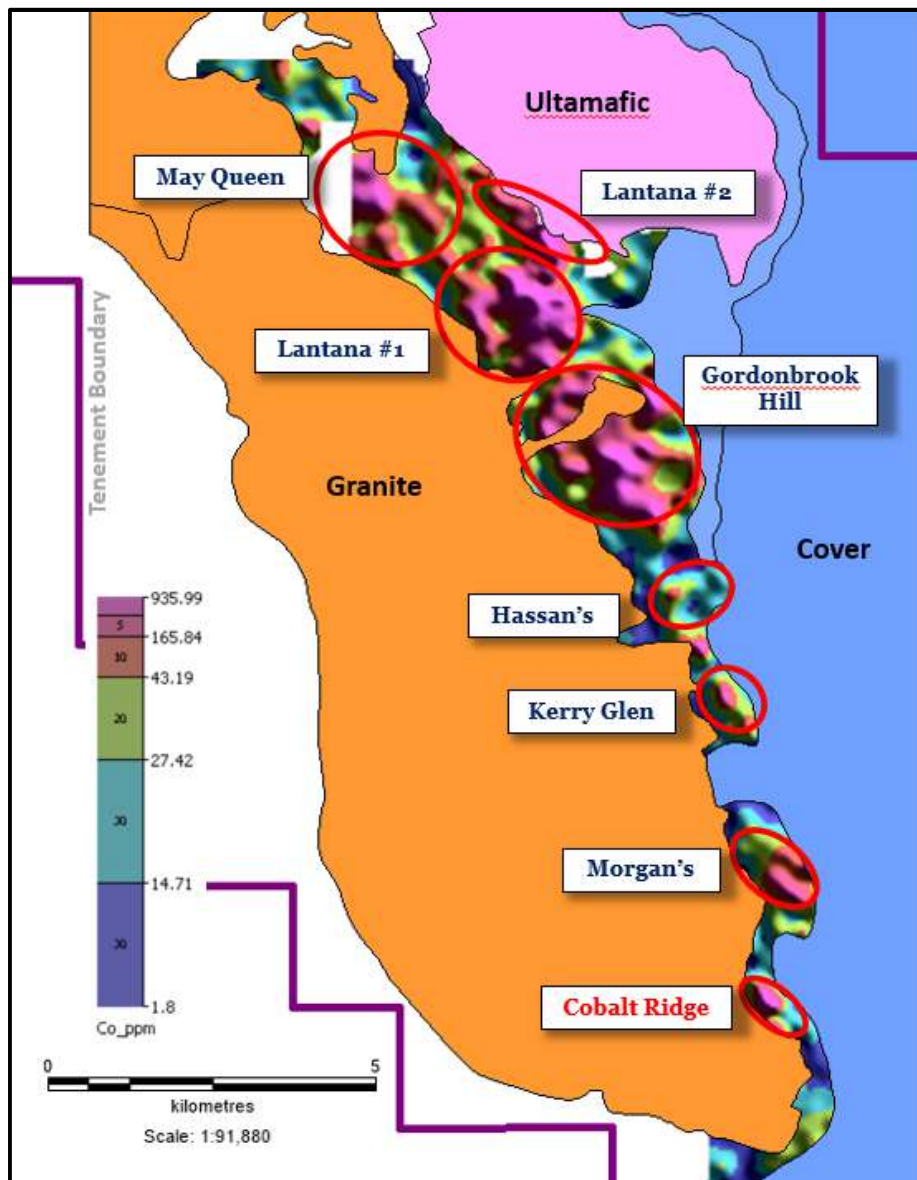 Ultamafic
May Queen
Lantana #2
Lantana #1
Gordonbrook
Hill
Tenement Boundary
Granite
Cover
Hassan's
Kerry Glen
Morgan's
Cobalt Ridge
935.99
5
165.84
10
43.19
20
27.42
30
14.71
30
1.8
Co_ppm
0
5
kilometres
Scale: 1:91,880